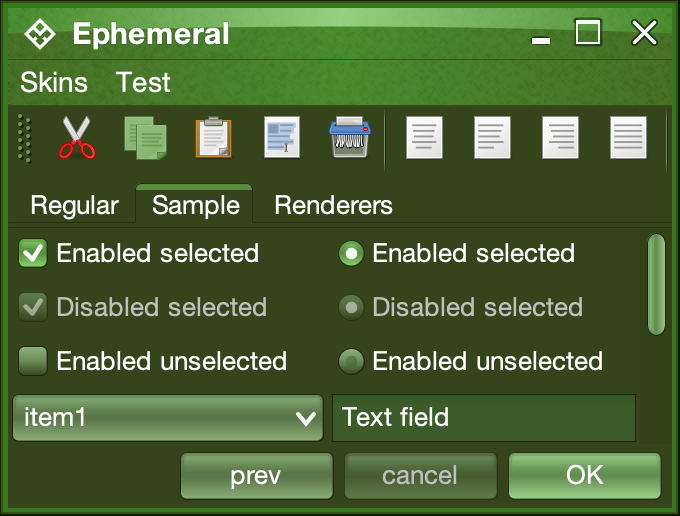 Ephemeral
Skins Test
Regular Sample Renderers
Enabled selected Enabled selected
Disabled selected Disabled selected
Enabled unselected Enabled unselected
item1 Text field
prev cancel OK